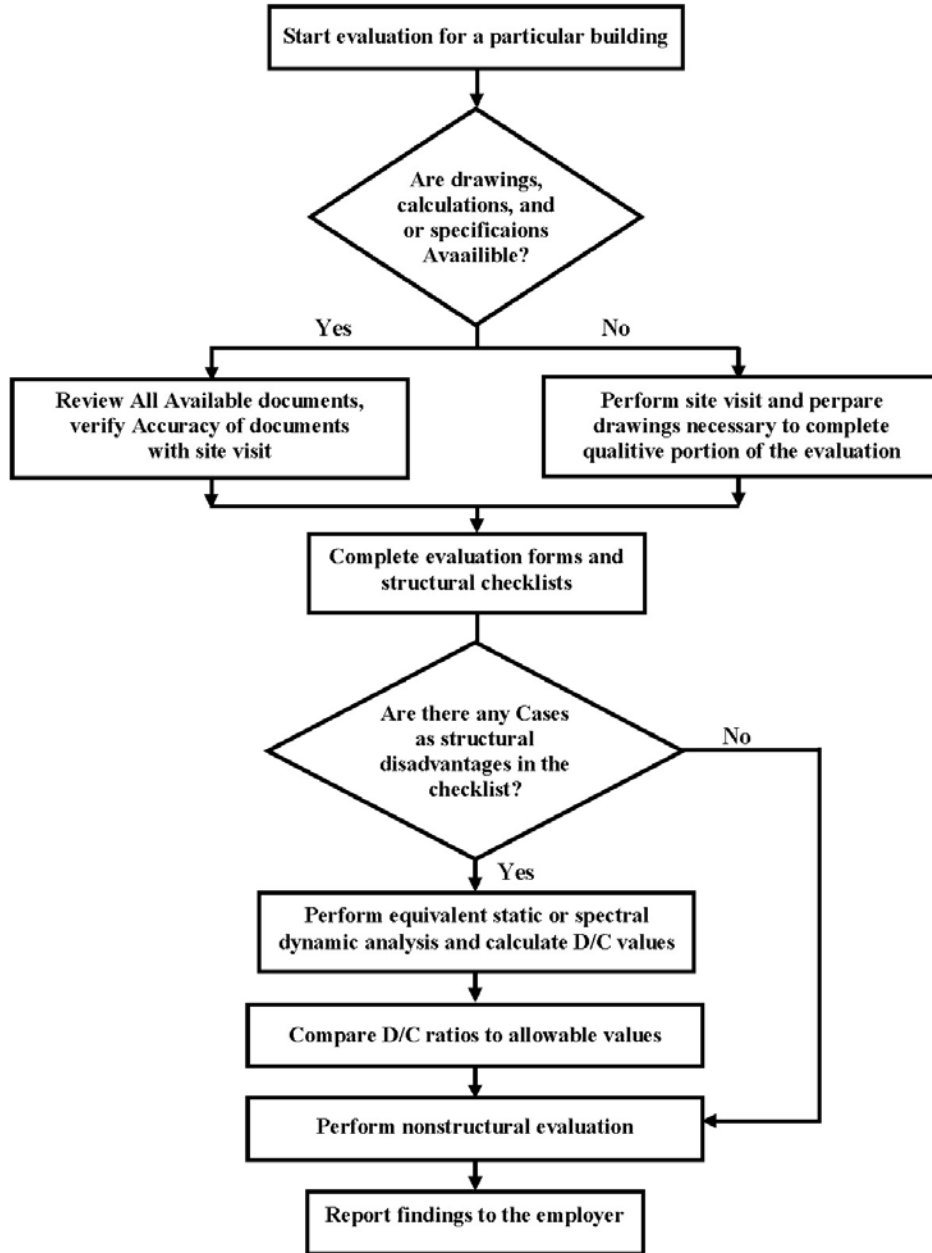 Start evaluation for a particular building
Are drawings,
calculations, and
or specificaions
Avaailible?
Yes
No
Review All Available documents,
verify Accuracy of documents
with site visit
Perform site visit and perpare
drawings necessary to complete
qualitive portion of the evaluation
Complete evaluation forms and
structural checklists
Are there any Cases
as structural
disadvantages in the
checklist?
No
Yes
Perform equivalent static or spectral
dynamic analysis and calculate D/C values
Compare D/C ratios to allowable values
Perform nonstructural evaluation
Report findings to the employer